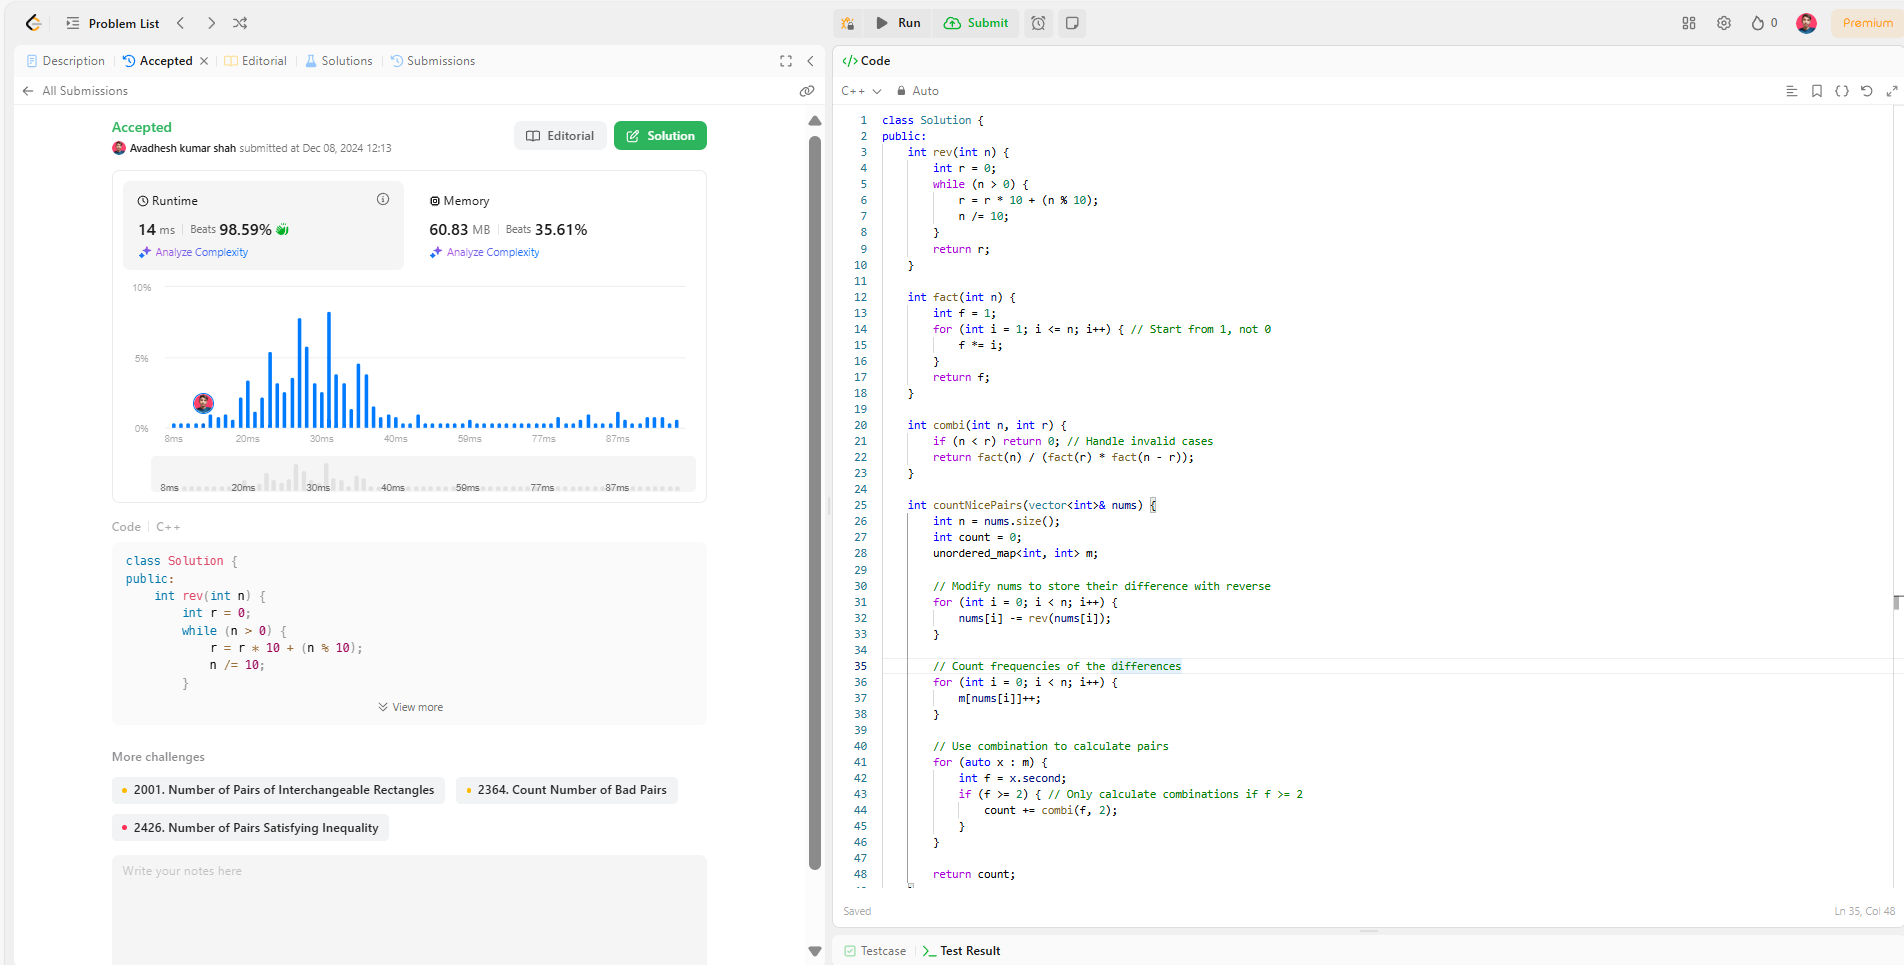 Problem List
Run
Submit
0
Premium
Description
Accepted
Editorial
Solutions
Submissions
All Submissions
Accepted
Avadhesh kumar shah submitted at Dec 08, 2024 12:13
Editorial
Solution
Runtime
14 ms | Beats 98.59%
Analyze Complexity
Memory
60.83 MB | Beats 35.61%
Analyze Complexity
10%
5%
0%
8ms 20ms 30ms 40ms 59ms 77ms 87ms
8ms 20ms 30ms 40ms 59ms 77ms 87ms
Code | C++
class Solution {
public:
    int rev(int n) {
        int r = 0;
        while (n > 0) {
            r = r * 10 + (n % 10);
            n /= 10;
        }
View more
More challenges
2001. Number of Pairs of Interchangeable Rectangles
2364. Count Number of Bad Pairs
2426. Number of Pairs Satisfying Inequality
Write your notes here
</> Code
C++
Auto
1 class Solution {
2 public:
3     int rev(int n) {
4         int r = 0;
5         while (n > 0) {
6             r = r * 10 + (n % 10);
7             n /= 10;
8         }
9         return r;
10     }
11
12     int fact(int n) {
13         int f = 1;
14         for (int i = 1; i <= n; i++) { // Start from 1, not 0
15             f *= i;
16         }
17         return f;
18     }
19
20     int combi(int n, int r) {
21         if (n < r) return 0; // Handle invalid cases
22         return fact(n) / (fact(r) * fact(n - r));
23     }
24
25     int countNicePairs(vector<int>& nums) {
26         int n = nums.size();
27         int count = 0;
28         unordered_map<int, int> m;
29
30         // Modify nums to store their difference with reverse
31         for (int i = 0; i < n; i++) {
32             nums[i] -= rev(nums[i]);
33         }
34
35         // Count frequencies of the differences
36         for (int i = 0; i < n; i++) {
37             m[nums[i]]++;
38         }
39
40         // Use combination to calculate pairs
41         for (auto x : m) {
42             int f = x.second;
43             if (f >= 2) { // Only calculate combinations if f >= 2
44                 count += combi(f, 2);
45             }
46         }
47
48         return count;
Saved
Ln 35, Col 48
Testcase
Test Result